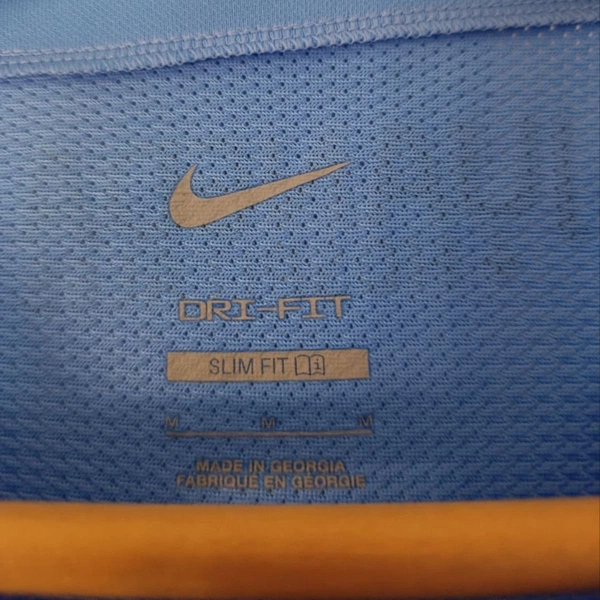 DRI-FIT
SLIM FIT
M M M
MADE IN GEORGIA
FABRIQUÉ EN GÉORGIE